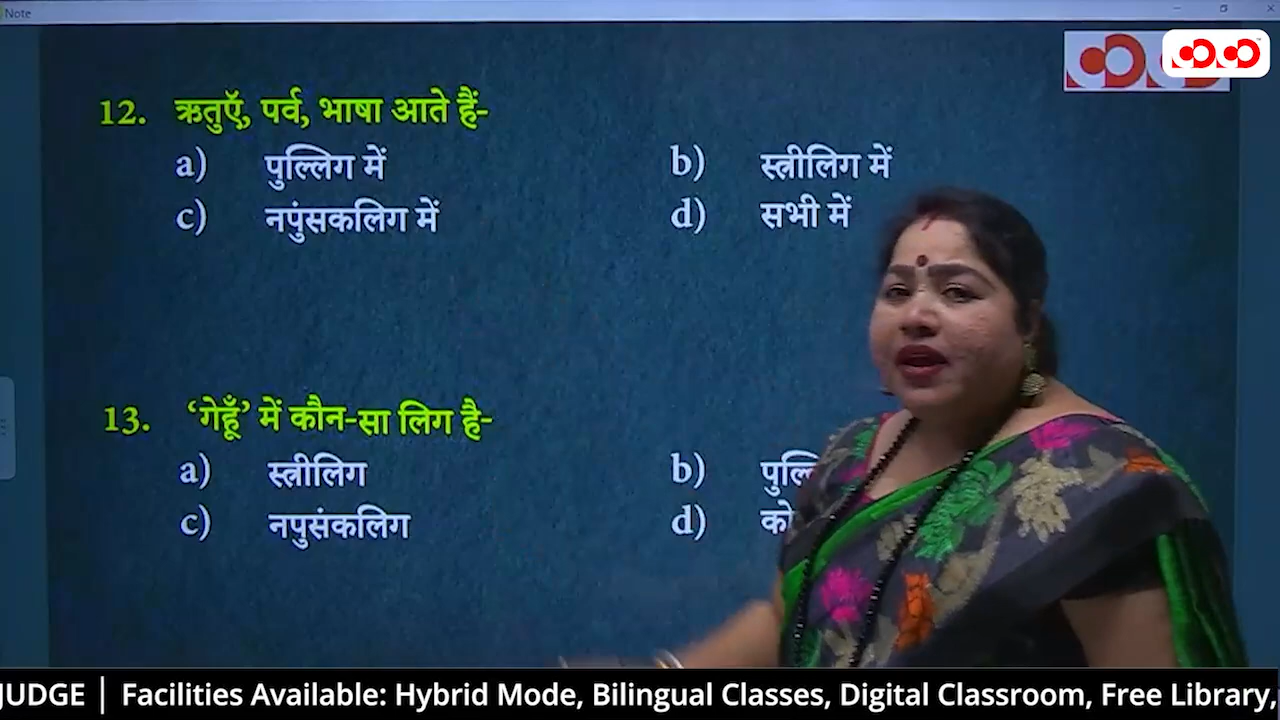 Note
12. ऋतुऍ, पर्व, भाषा आते हैं-
a) पुल्लिग में b) स्त्रीलिग में
c) नपुंसकलिग में d) सभी में
13. ‘गेहूँ’ में कौन-सा लिग है-
a) स्त्रीलिग b)
c) नपुसंकलिग d)
JUDGE | Facilities Available: Hybrid Mode, Bilingual Classes, Digital Classroom, Free Library,